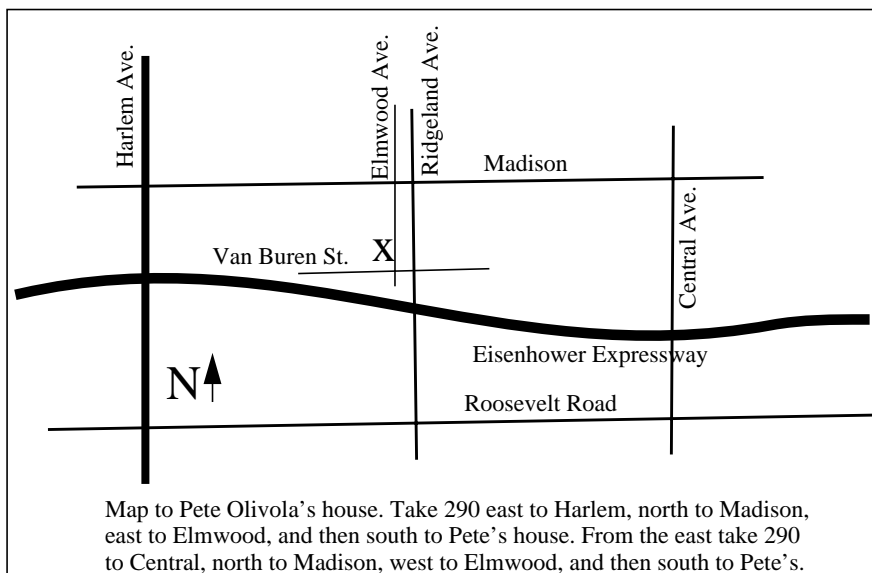 Harlem Ave.
Elmwood Ave.
Ridgeland Ave.
Madison
Central Ave.
Van Buren St.
X
Eisenhower Expressway
N
Roosevelt Road
Map to Pete Olivola’s house. Take 290 east to Harlem, north to Madison,
east to Elmwood, and then south to Pete’s house. From the east take 290
to Central, north to Madison, west to Elmwood, and then south to Pete’s.